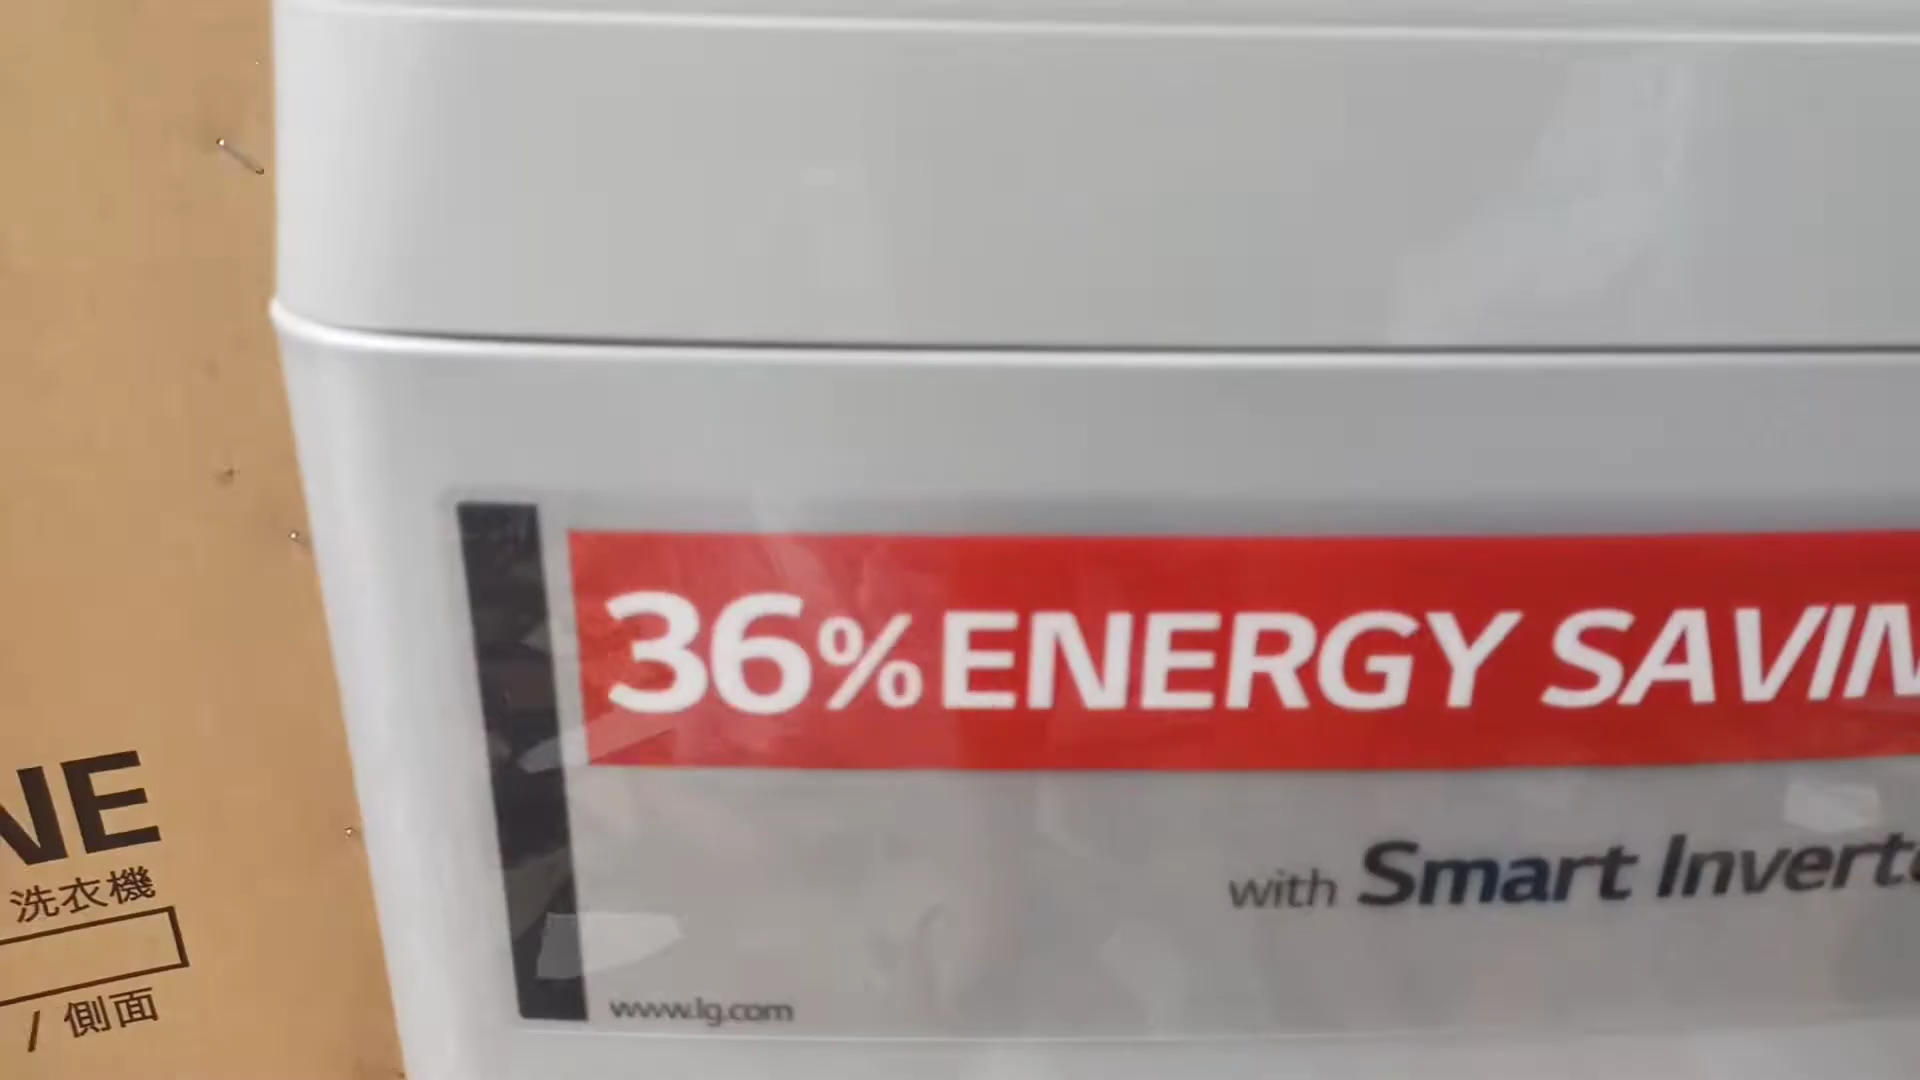 36% ENERGY SAVIN
with Smart Inverte
www.lg.com
NE
洗衣機
/ 側面